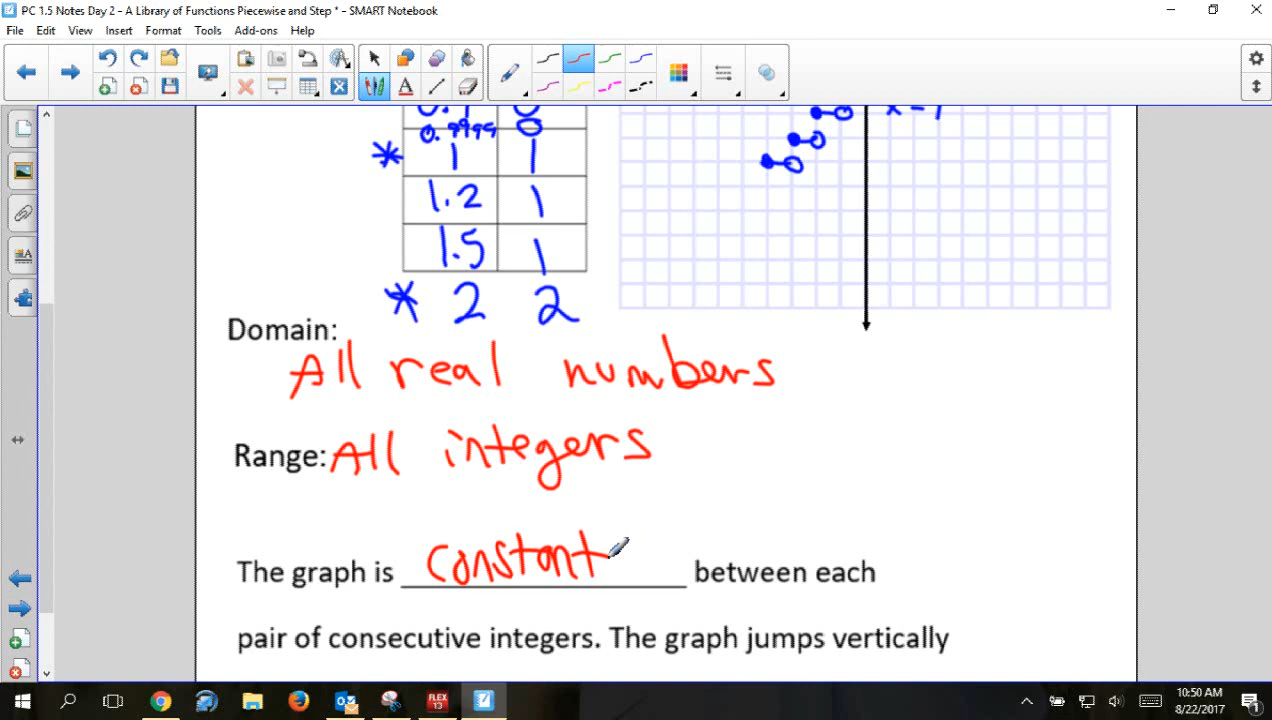 PC 1.5 Notes Day 2 - A Library of Functions Piecewise and Step * - SMART Notebook
File Edit View Insert Format Tools Add-ons Help
0.9999 0
* 1 1
1.2 1
1.5 1
* 2 2
Domain:
All real numbers
Range: All integers
The graph is constant between each
pair of consecutive integers. The graph jumps vertically
FLEX
13
10:50 AM
8/22/2017